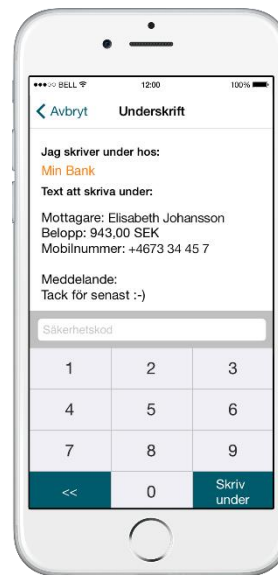 BELL 12:00 100%
Avbryt Underskrift
Jag skriver under hos:
Min Bank
Text att skriva under:
Mottagare: Elisabeth Johansson
Belopp: 943,00 SEK
Mobilnummer: +4673 34 45 7
Meddelande:
Tack för senast :-)
Säkerhetskod
1 2 3
4 5 6
7 8 9
<< 0 Skriv
under